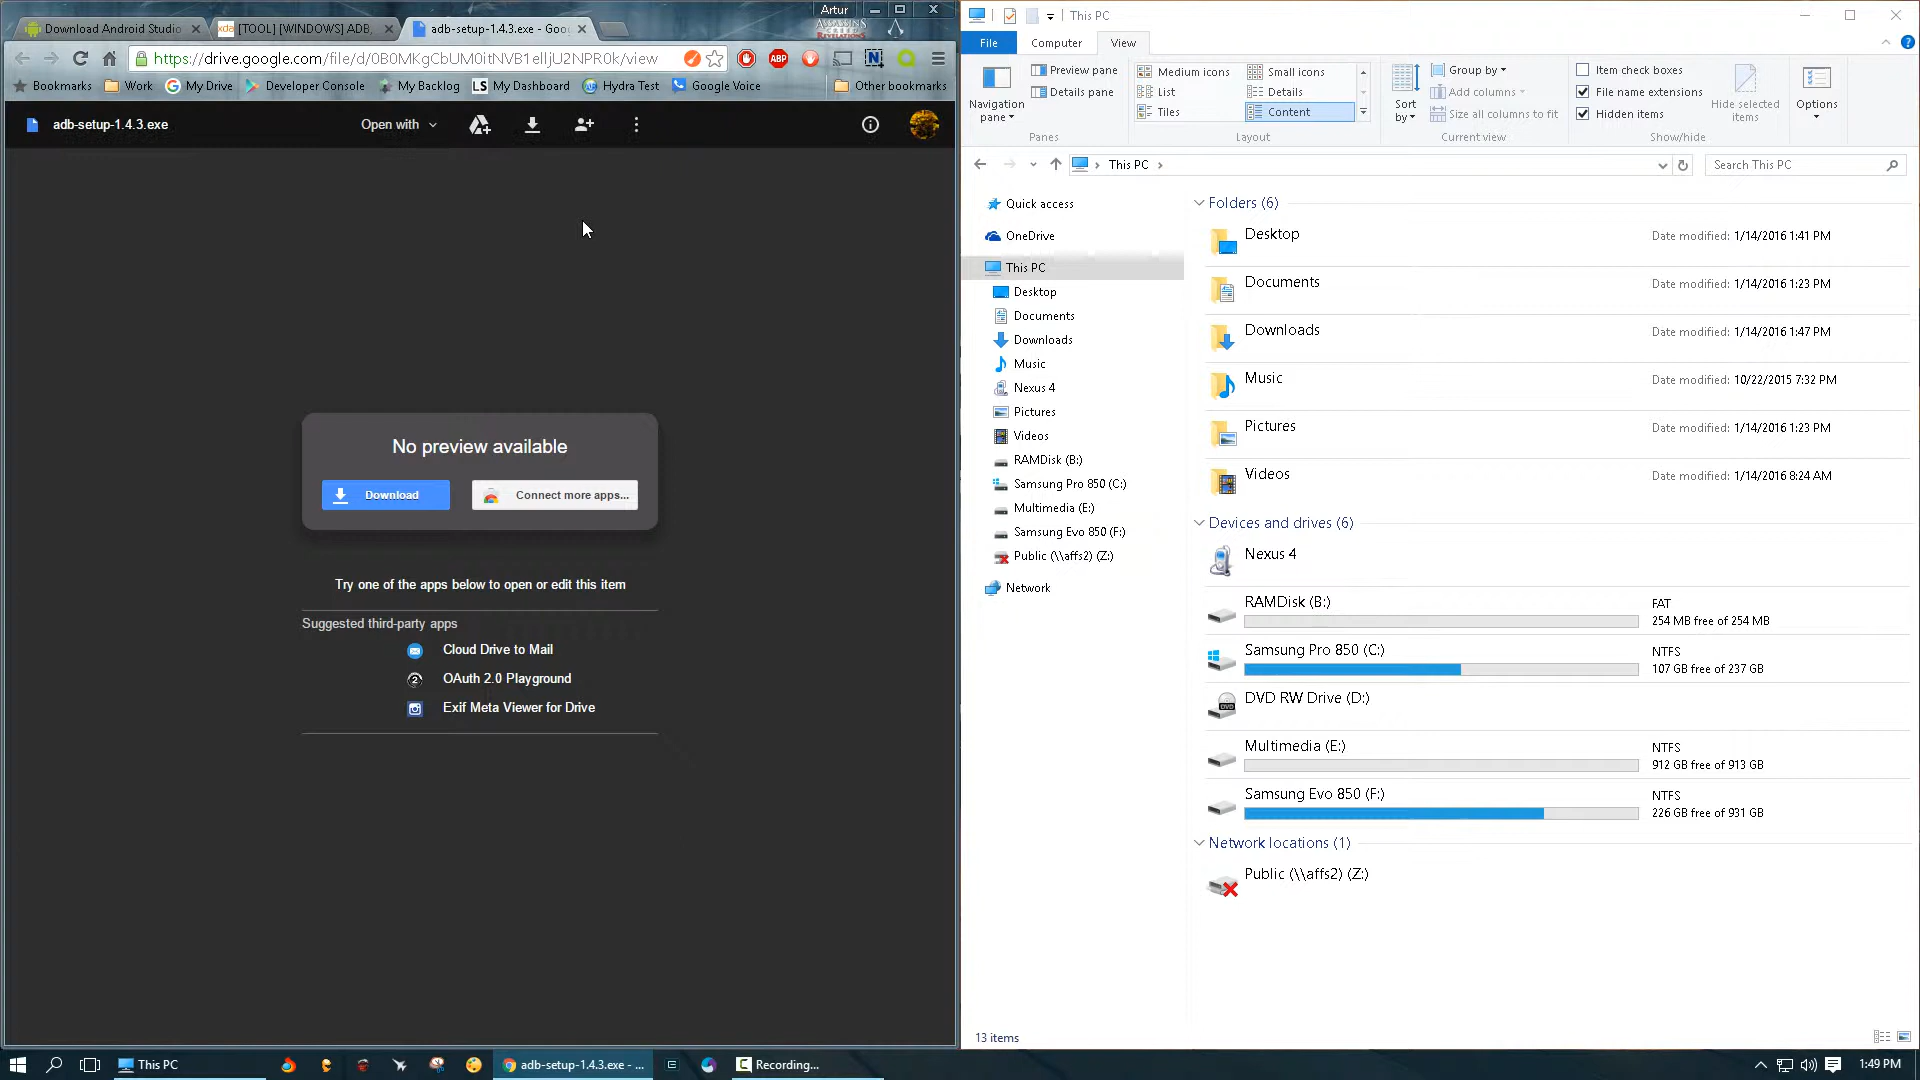 Download Android Studio
[TOOL] [WINDOWS] ADB,
adb-setup-1.4.3.exe - Goo
Artur
https://drive.google.com/file/d/0B0MKgCbUM0itNVB1elljU2NPR0k/view
ABP
Bookmarks
Work
My Drive
Developer Console
My Backlog
LS My Dashboard
Hydra Test
Google Voice
Other bookmarks
adb-setup-1.4.3.exe
Open with
No preview available
Download
Connect more apps...
Try one of the apps below to open or edit this item
Suggested third-party apps
Cloud Drive to Mail
OAuth 2.0 Playground
Exif Meta Viewer for Drive
This PC
File
Computer
View
Navigation pane
Preview pane
Details pane
Panes
Medium icons
Small icons
List
Details
Tiles
Content
Layout
Sort by
Group by
Add columns
Size all columns to fit
Current view
Item check boxes
File name extensions
Hidden items
Hide selected items
Show/hide
Options
This PC
Search This PC
Quick access
OneDrive
This PC
Desktop
Documents
Downloads
Music
Nexus 4
Pictures
Videos
RAMDisk (B:)
Samsung Pro 850 (C:)
Multimedia (E:)
Samsung Evo 850 (F:)
Public (\\affs2) (Z:)
Network
Folders (6)
Desktop
Date modified: 1/14/2016 1:41 PM
Documents
Date modified: 1/14/2016 1:23 PM
Downloads
Date modified: 1/14/2016 1:47 PM
Music
Date modified: 10/22/2015 7:32 PM
Pictures
Date modified: 1/14/2016 1:23 PM
Videos
Date modified: 1/14/2016 8:24 AM
Devices and drives (6)
Nexus 4
RAMDisk (B:)
FAT
254 MB free of 254 MB
Samsung Pro 850 (C:)
NTFS
107 GB free of 237 GB
DVD RW Drive (D:)
Multimedia (E:)
NTFS
912 GB free of 913 GB
Samsung Evo 850 (F:)
NTFS
226 GB free of 931 GB
Network locations (1)
Public (\\affs2) (Z:)
13 items
This PC
adb-setup-1.4.3.exe - ...
Recording...
1:49 PM